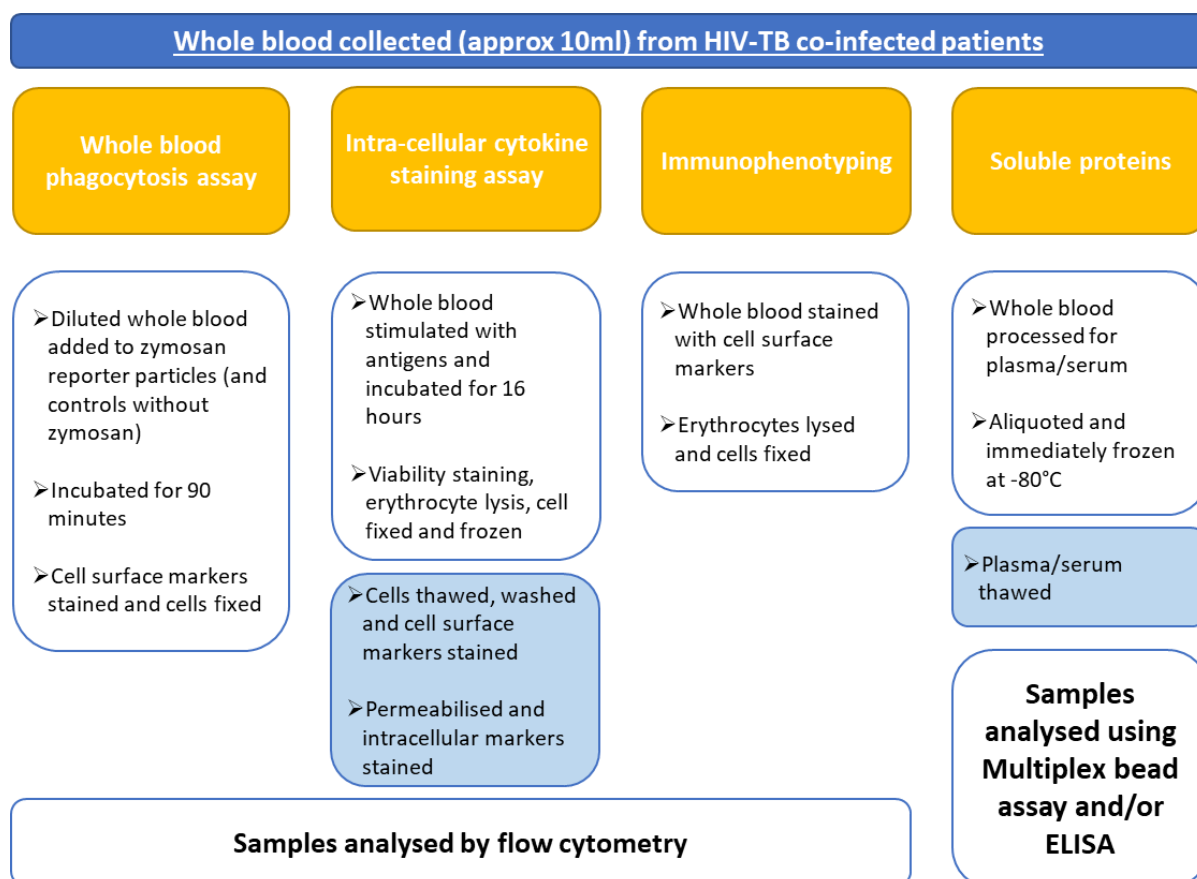 Whole blood collected (approx 10ml) from HIV-TB co-infected patients
Whole blood
phagocytosis assay
Intra-cellular cytokine
staining assay
Immunophenotyping
Soluble proteins
➢Diluted whole blood
added to zymosan
reporter particles (and
controls without
zymosan)
➢Incubated for 90
minutes
➢Cell surface markers
stained and cells fixed
➢Whole blood
stimulated with
antigens and
incubated for 16
hours
➢Viability staining,
erythrocyte lysis, cell
fixed and frozen
➢Cells thawed, washed
and cell surface
markers stained
➢Permeabilised and
intracellular markers
stained
➢Whole blood stained
with cell surface
markers
➢Erythrocytes lysed
and cells fixed
➢Whole blood
processed for
plasma/serum
➢Aliquoted and
immediately frozen
at -80°C
➢Plasma/serum
thawed
Samples
analysed using
Multiplex bead
assay and/or
ELISA
Samples analysed by flow cytometry